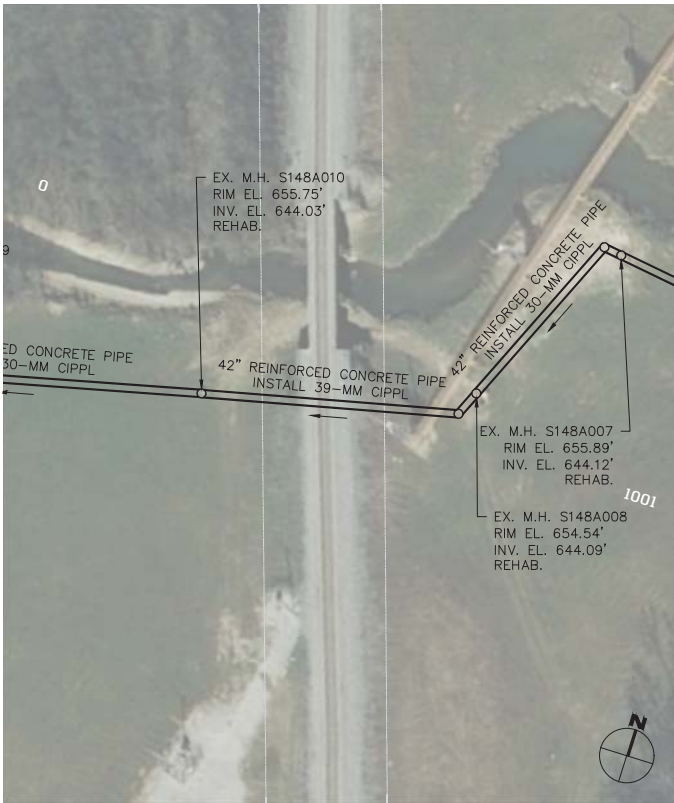 EX. M.H. S148A010
RIM EL. 655.75'
INV. EL. 644.03'
REHAB.
0
9
ED CONCRETE PIPE
30-MM CIPPL
42" REINFORCED CONCRETE PIPE
INSTALL 39-MM CIPPL
42" REINFORCED CONCRETE PIPE
INSTALL 30-MM CIPPL
EX. M.H. S148A007
RIM EL. 655.89'
INV. EL. 644.12'
REHAB.
1001
EX. M.H. S148A008
RIM EL. 654.54'
INV. EL. 644.09'
REHAB.
N